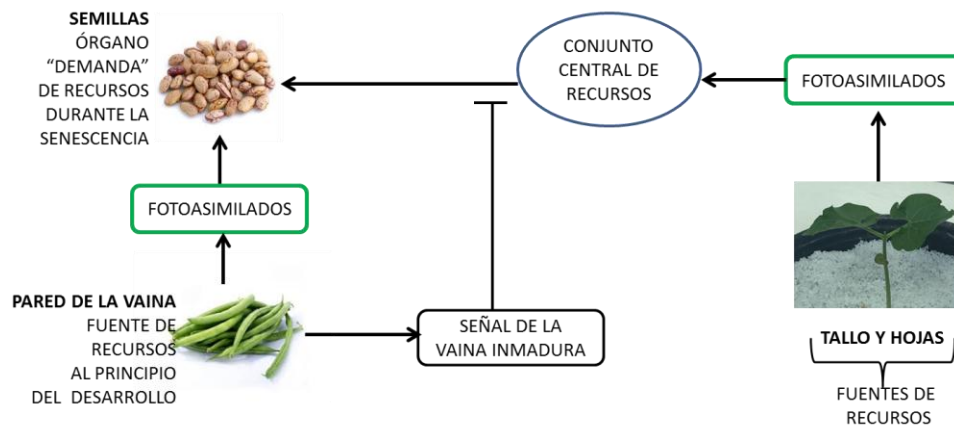 SEMILLAS
ÓRGANO
“DEMANDA”
DE RECURSOS
DURANTE LA
SENESCENCIA
CONJUNTO
CENTRAL DE
RECURSOS
FOTOASIMILADOS
FOTOASIMILADOS
PARED DE LA VAINA
FUENTE DE
RECURSOS
AL PRINCIPIO
DEL DESARROLLO
SEÑAL DE LA
VAINA INMADURA
TALLO Y HOJAS
FUENTES DE
RECURSOS